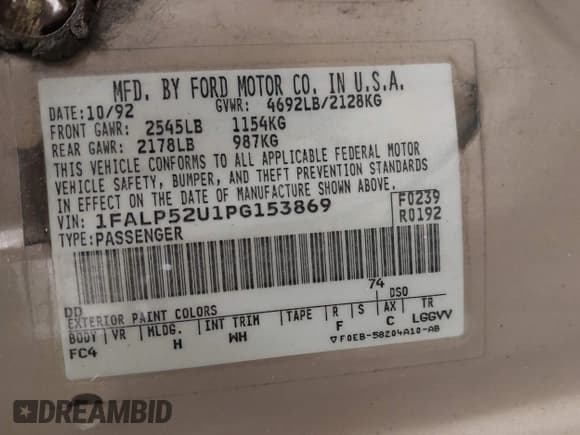 MFD. BY FORD MOTOR CO. IN U.S.A.
DATE: 10/92 GVWR: 4692LB/2128KG
FRONT GAWR: 2545LB 1154KG
REAR GAWR: 2178LB 987KG
THIS VEHICLE CONFORMS TO ALL APPLICABLE FEDERAL MOTOR
VEHICLE SAFETY, BUMPER, AND THEFT PREVENTION STANDARDS
IN EFFECT ON THE DATE OF MANUFACTURE SHOWN ABOVE.
VIN: 1FALP52U1PG153869 F0239
TYPE: PASSENGER R0192
74
DD DSO
EXTERIOR PAINT COLORS
BODY VR MLDG. INT TRIM TAPE R S AX TR
FC4 H WH F C LGGVV
▽F0EB-58204A10-AB
DREAMBID